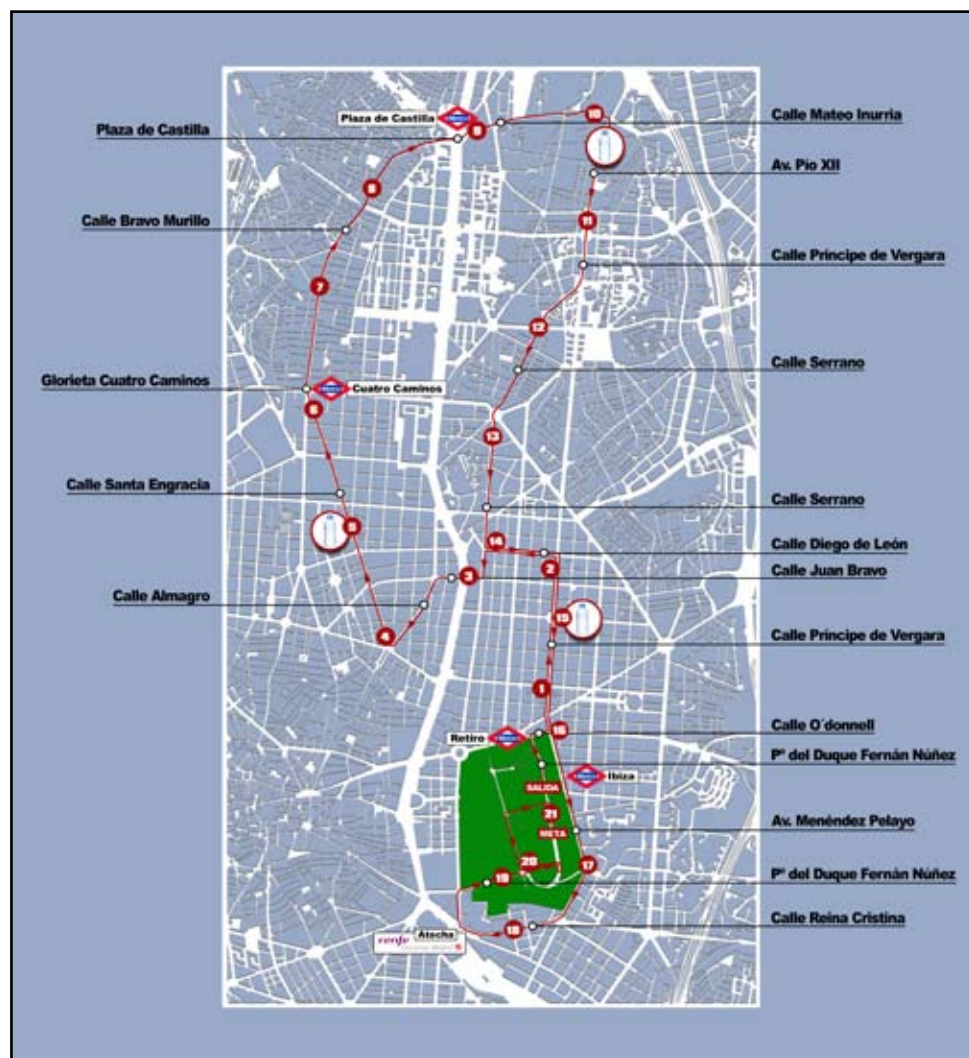 Plaza de Castilla
9
10
Calle Mateo Inurria
Plaza de Castilla
Av. Pío XII
8
11
Calle Bravo Murillo
Calle Príncipe de Vergara
7
12
Calle Serrano
Glorieta Cuatro Caminos
Cuatro Caminos
6
13
Calle Santa Engracia
Calle Serrano
5
14
Calle Diego de León
2
3
Calle Juan Bravo
Calle Almagro
15
4
Calle Príncipe de Vergara
1
Calle O´donnell
16
Retiro
Pº del Duque Fernán Núñez
Ibiza
SALIDA
21
META
Av. Menéndez Pelayo
20
17
19
Pº del Duque Fernán Núñez
18
Calle Reina Cristina
Atocha
renfe